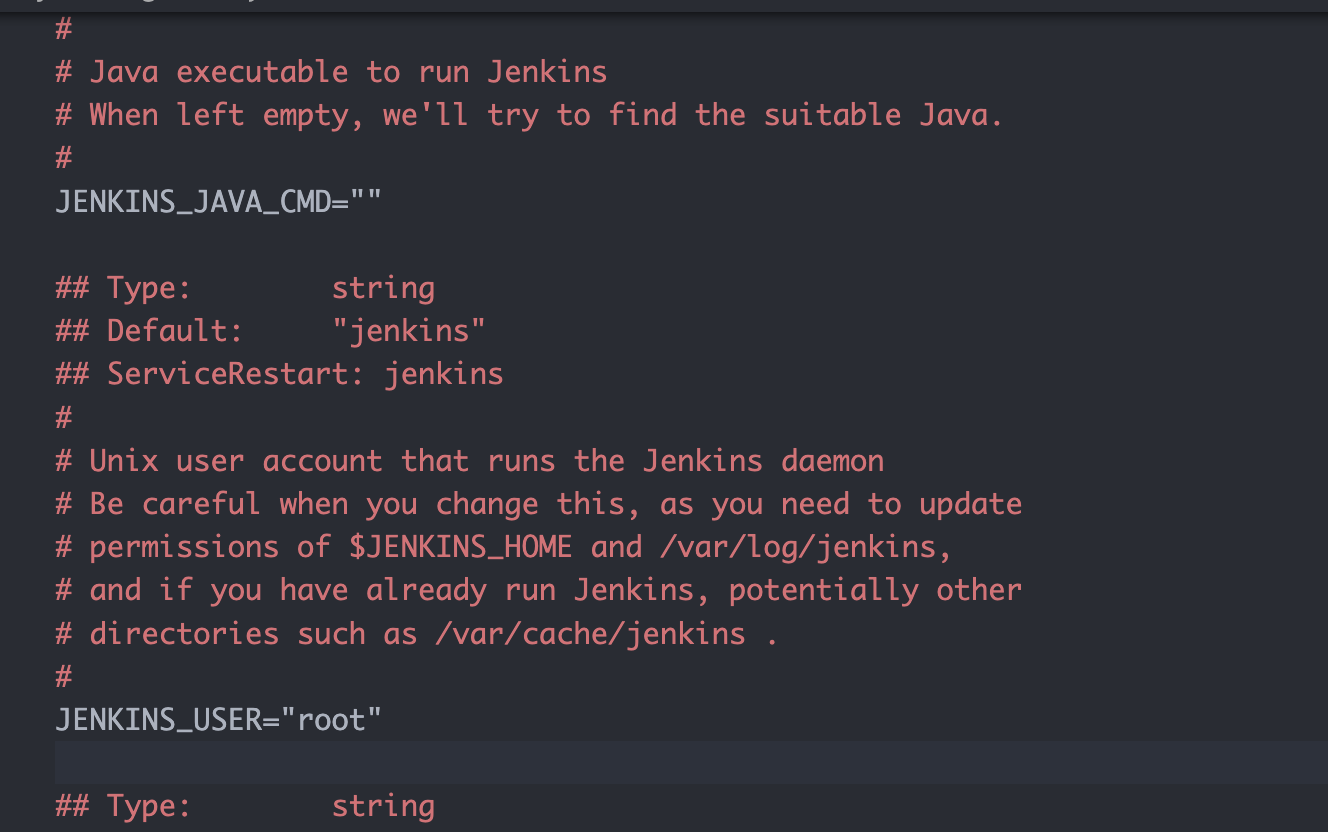 #
# Java executable to run Jenkins
# When left empty, we'll try to find the suitable Java.
#
JENKINS_JAVA_CMD=""
## Type:        string
## Default:     "jenkins"
## ServiceRestart: jenkins
#
# Unix user account that runs the Jenkins daemon
# Be careful when you change this, as you need to update
# permissions of $JENKINS_HOME and /var/log/jenkins,
# and if you have already run Jenkins, potentially other
# directories such as /var/cache/jenkins .
#
JENKINS_USER="root"
## Type:        string